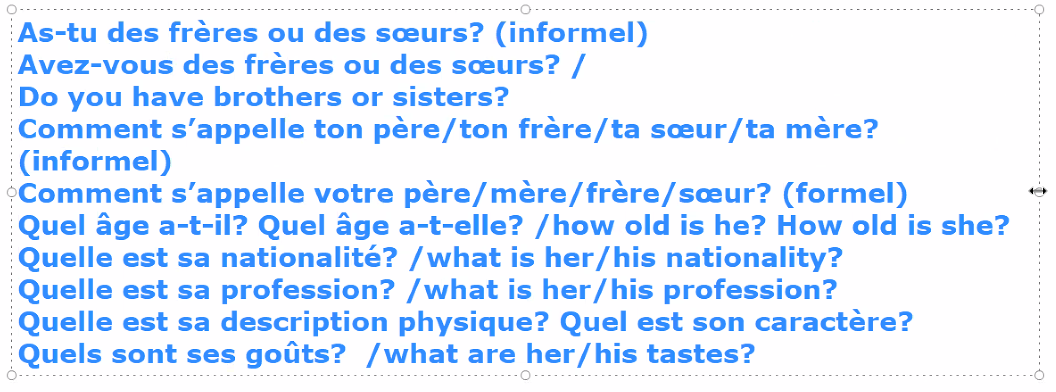 As-tu des frères ou des sœurs? (informel)
Avez-vous des frères ou des sœurs? /
Do you have brothers or sisters?
Comment s’appelle ton père/ton frère/ta sœur/ta mère?
(informel)
Comment s’appelle votre père/mère/frère/sœur? (formel)
Quel âge a-t-il? Quel âge a-t-elle? /how old is he? How old is she?
Quelle est sa nationalité? /what is her/his nationality?
Quelle est sa profession? /what is her/his profession?
Quelle est sa description physique? Quel est son caractère?
Quels sont ses goûts?  /what are her/his tastes?